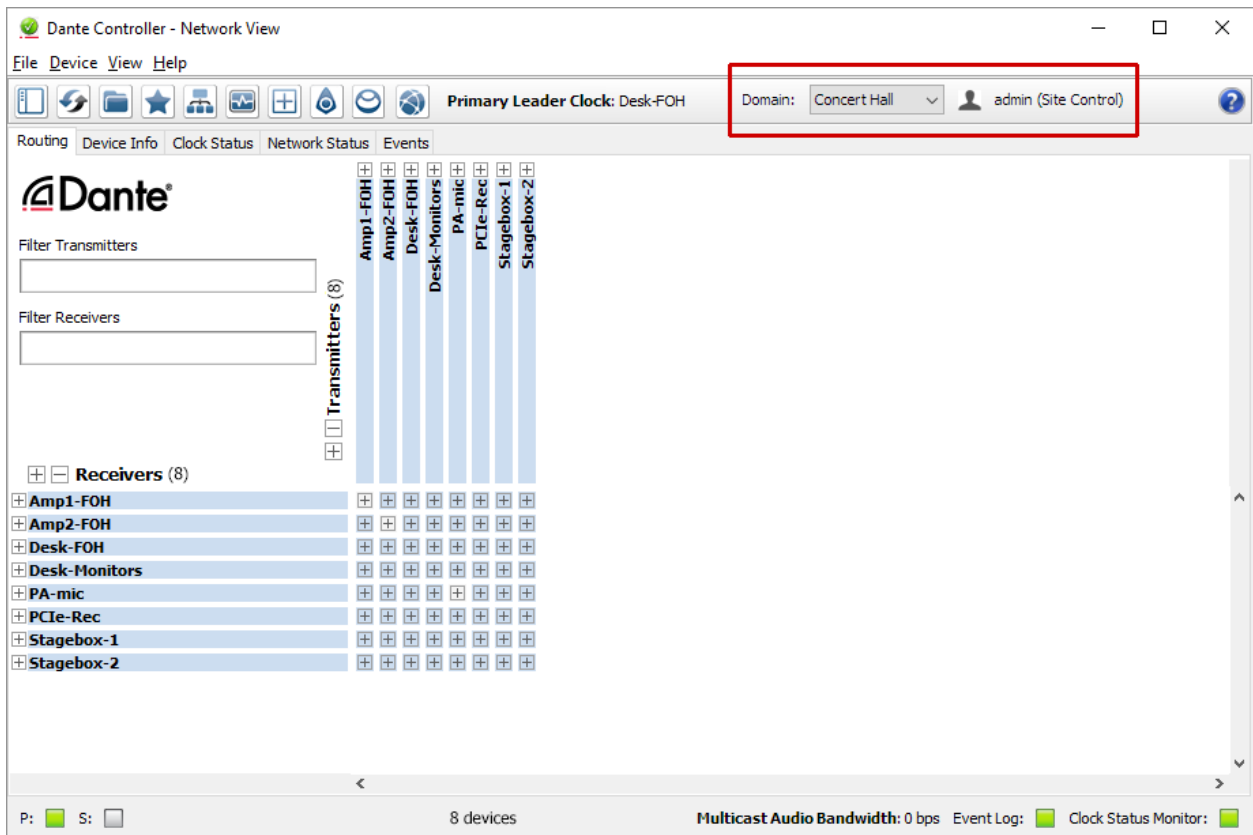 Dante Controller - Network View
File Device View Help
Primary Leader Clock: Desk-FOH Domain: Concert Hall admin (Site Control)
Routing Device Info Clock Status Network Status Events
Dante®
Filter Transmitters
Filter Receivers
Transmitters (8)
Amp1-FOH
Amp2-FOH
Desk-FOH
Desk-Monitors
PA-mic
PCIe-Rec
Stagebox-1
Stagebox-2
Receivers (8)
Amp1-FOH
Amp2-FOH
Desk-FOH
Desk-Monitors
PA-mic
PCIe-Rec
Stagebox-1
Stagebox-2
P: S: 8 devices Multicast Audio Bandwidth: 0 bps Event Log: Clock Status Monitor: